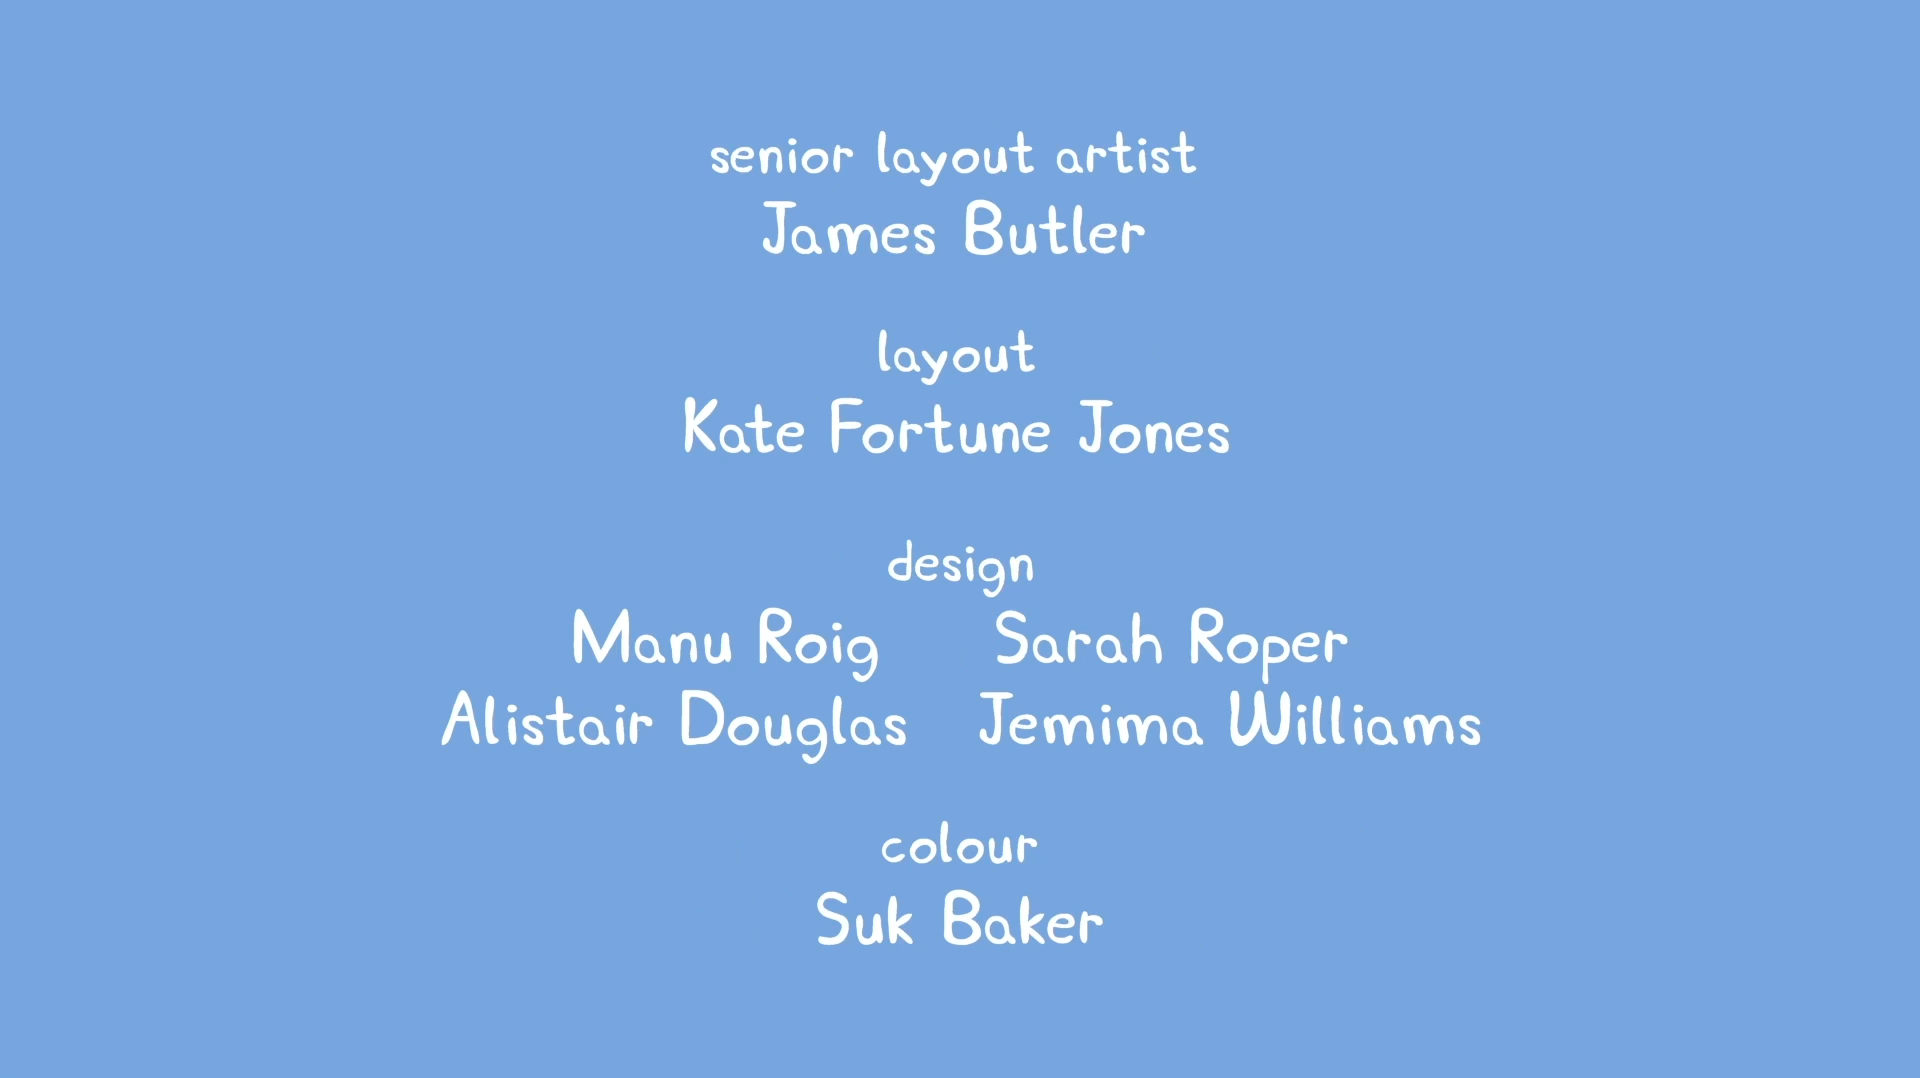 senior layout artist
James Butler
layout
Kate Fortune Jones
design
Manu Roig Sarah Roper
Alistair Douglas Jemima Williams
colour
Suk Baker